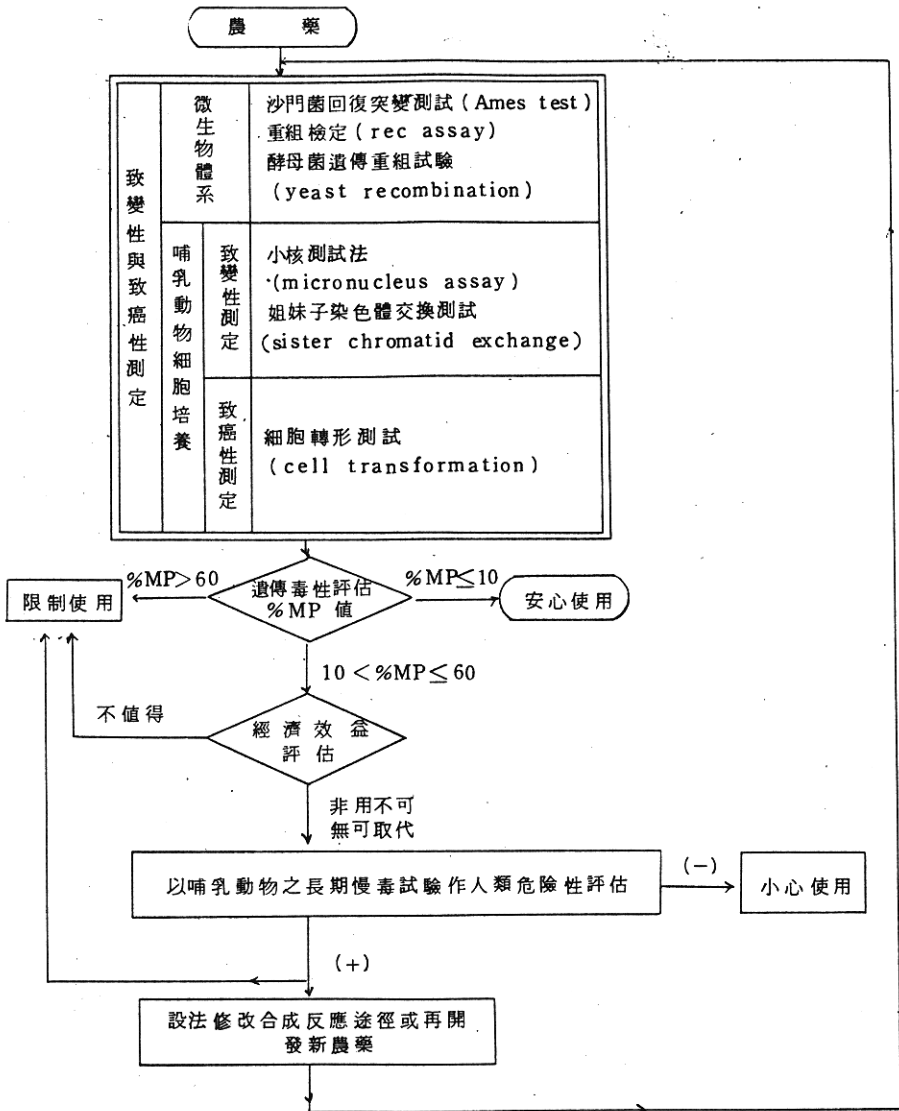 農藥
致變性與致癌性測定
微生物體系
沙門菌回復突變測試(Ames test)
重組檢定(rec assay)
酵母菌遺傳重組試驗
(yeast recombination)
哺乳動物細胞培養
致變性測定
小核測試法
(micronucleus assay)
姐妹子染色體交換測試
(sister chromatid exchange)
致癌性測定
細胞轉形測試
(cell transformation)
%MP>60
遺傳毒性評估
%MP 值
%MP≤10
限制使用
安心使用
10<%MP≤60
不值得
經濟效益
評估
非用不可
無可取代
以哺乳動物之長期慢毒試驗作人類危險性評估
(−)
小心使用
(+)
設法修改合成反應途徑或再開
發新農藥